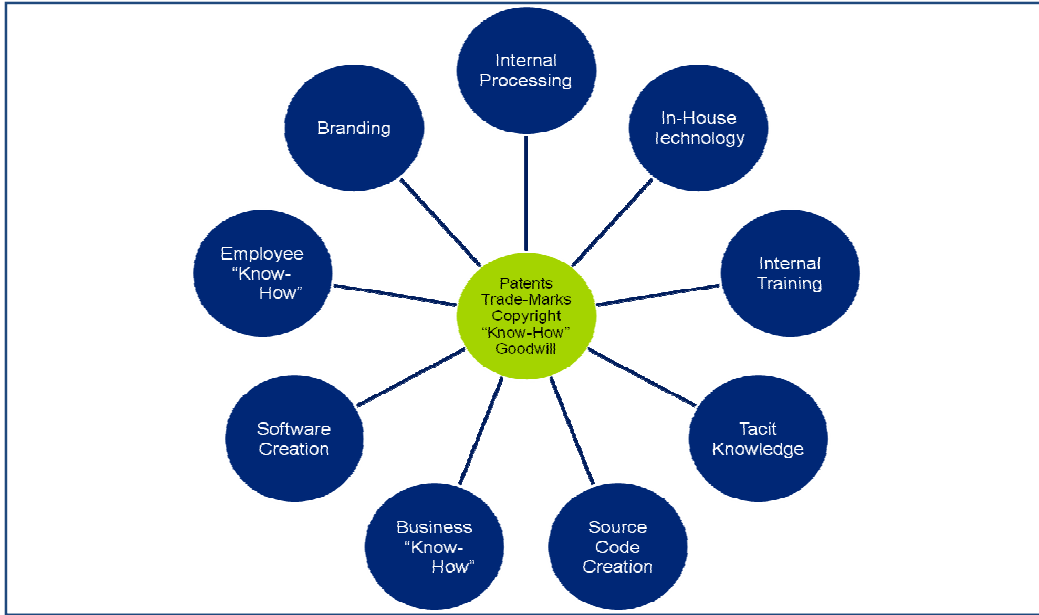 Internal
Processing
In-House
Technology
Internal
Training
Tacit
Knowledge
Source
Code
Creation
Business
“Know-
How”
Software
Creation
Employee
“Know-
How”
Branding
Patents
Trade-Marks
Copyright
“Know-How”
Goodwill